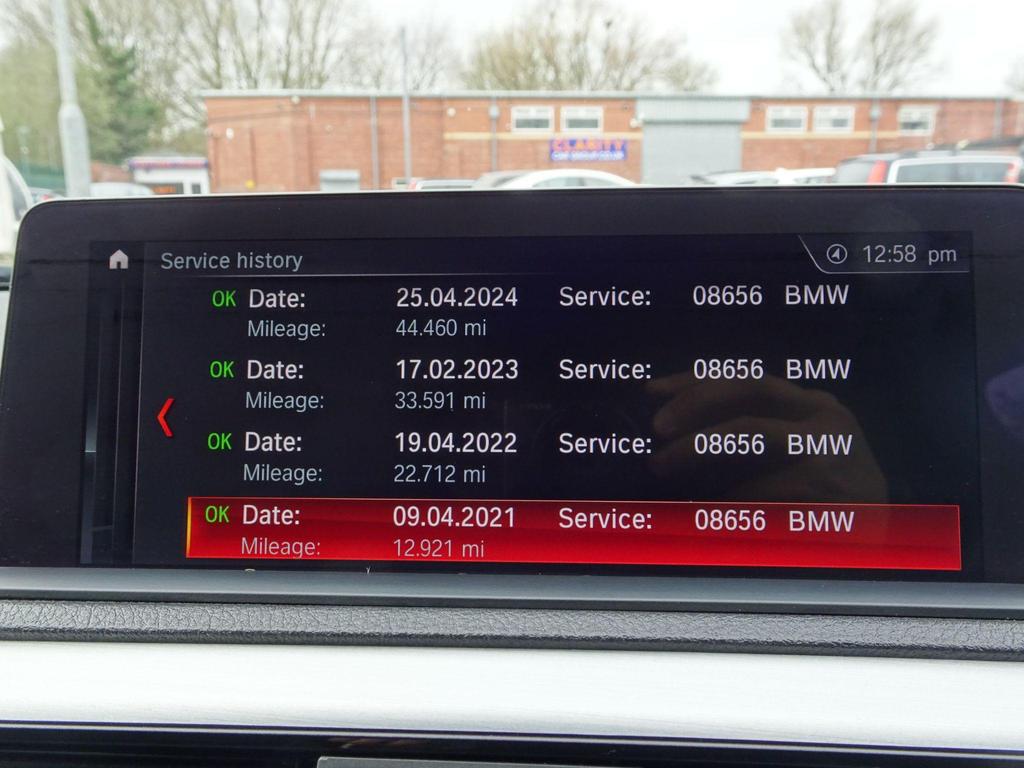 CLARITY
Service history
12:58 pm
OK Date: 25.04.2024 Service: 08656 BMW
Mileage: 44.460 mi
OK Date: 17.02.2023 Service: 08656 BMW
Mileage: 33.591 mi
OK Date: 19.04.2022 Service: 08656 BMW
Mileage: 22.712 mi
OK Date: 09.04.2021 Service: 08656 BMW
Mileage: 12.921 mi